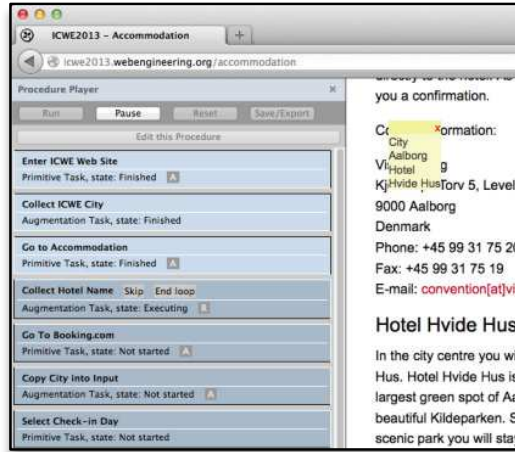 ICWE2013 – Accommodation
icwe2013.webengineering.org/accommodation
Procedure Player
Run Pause Reset Save/Export
Edit this Procedure
Enter ICWE Web Site
Primitive Task, state: Finished A
Collect ICWE City
Augmentation Task, state: Finished
Go to Accommodation
Primitive Task, state: Finished A
Collect Hotel Name Skip End loop
Augmentation Task, state: Executing R
Go To Booking.com
Primitive Task, state: Not started A
Copy City into Input
Augmentation Task, state: Not started A
Select Check-in Day
Primitive Task, state: Not started
you a confirmation.
ormation:
x
City
Aalborg
Hotel
Hvide Hus
Torv 5, Level
9000 Aalborg
Denmark
Phone: +45 99 31 75 20
Fax: +45 99 31 75 19
E-mail: convention[at]vi
Hotel Hvide Hus
In the city centre you wi
Hus. Hotel Hvide Hus is
largest green spot of Aa
beautiful Kildeparken. S
scenic park you will stay